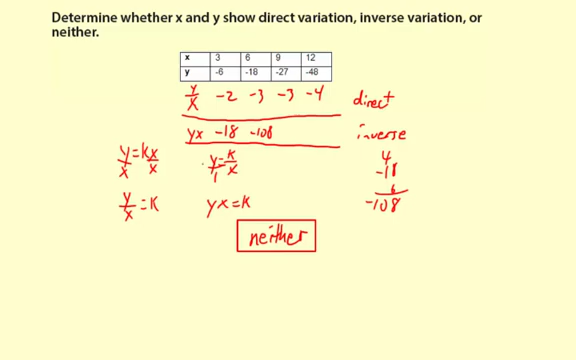 Determine whether x and y show direct variation, inverse variation, or
neither.
x 3 6 9 12
y -6 -18 -27 -48
y/x -2 -3 -3 -4 direct
yx -18 -108 inverse
y/x = kx/x y/1 = k/x
y/x = k yx = k
4
-18
6
-108
neither